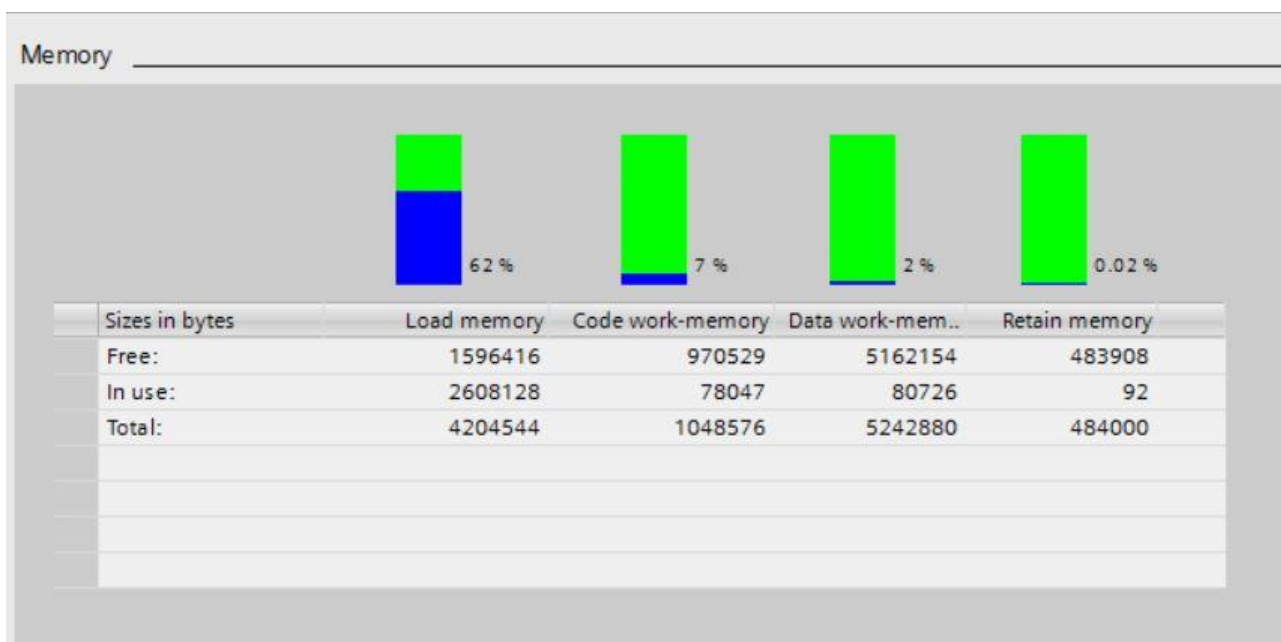 Memory
62 % 7 % 2 % 0.02 %
Sizes in bytes Load memory Code work-memory Data work-mem.. Retain memory
Free: 1596416 970529 5162154 483908
In use: 2608128 78047 80726 92
Total: 4204544 1048576 5242880 484000